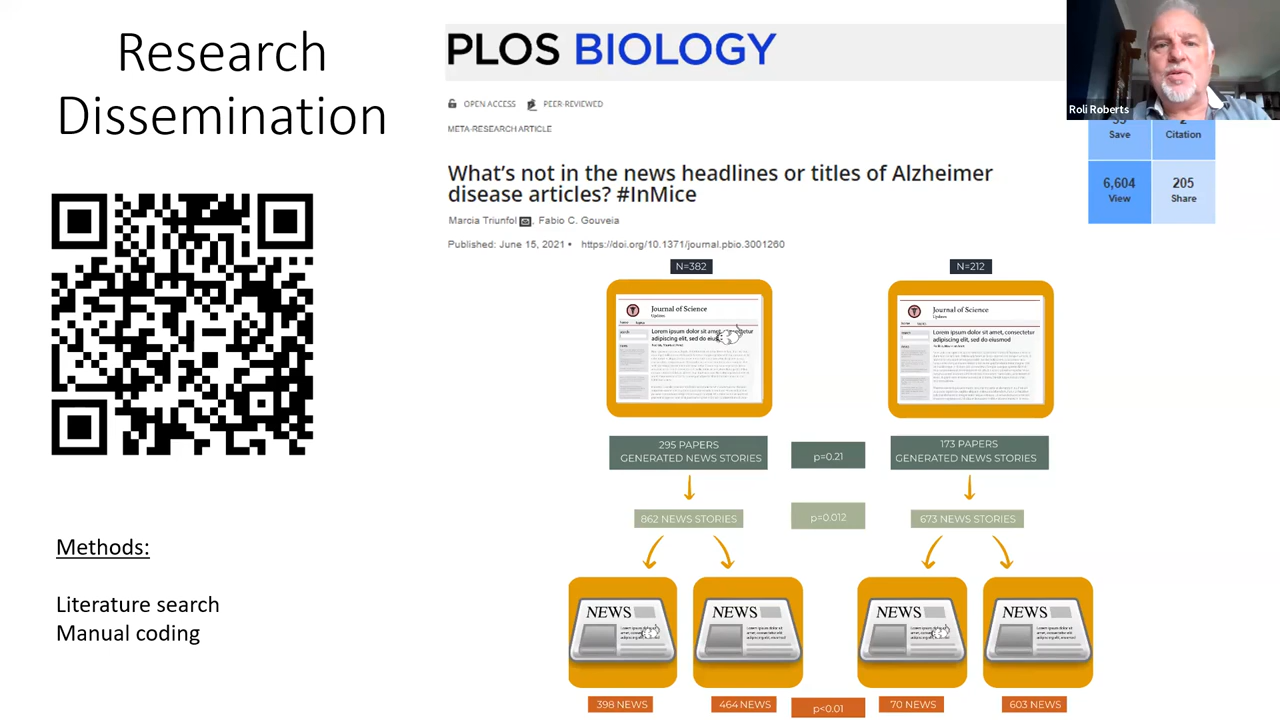 Research
Dissemination
Methods:
Literature search
Manual coding
PLOS BIOLOGY
OPEN ACCESS PEER-REVIEWED
META-RESEARCH ARTICLE
What's not in the news headlines or titles of Alzheimer
disease articles? #InMice
Marcia Triunfol , Fabio C. Gouveia
Published: June 15, 2021 • https://doi.org/10.1371/journal.pbio.3001260
Roli Roberts
Save
2
Citation
6,604
View
205
Share
N=382
N=212
Journal of Science
Updates
Lorem ipsum dolor sit amet, consectetur
adipiscing elit, sed do eiusmod
Journal of Science
Updates
Lorem ipsum dolor sit amet, consectetur
adipiscing elit, sed do eiusmod
295 PAPERS
GENERATED NEWS STORIES
p=0.21
173 PAPERS
GENERATED NEWS STORIES
862 NEWS STORIES
p=0.012
673 NEWS STORIES
NEWS
NEWS
NEWS
NEWS
398 NEWS
464 NEWS
p<0.01
70 NEWS
603 NEWS